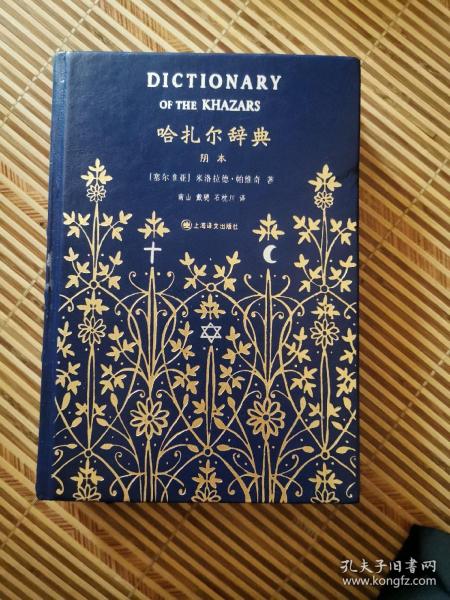 DICTIONARY
OF THE KHAZARS
哈扎尔辞典
阴本
[塞尔维亚] 米洛拉德·帕维奇 著
南山 戴骢 石枕川 译
上海译文出版社
孔夫子旧书网
www.kongfz.com